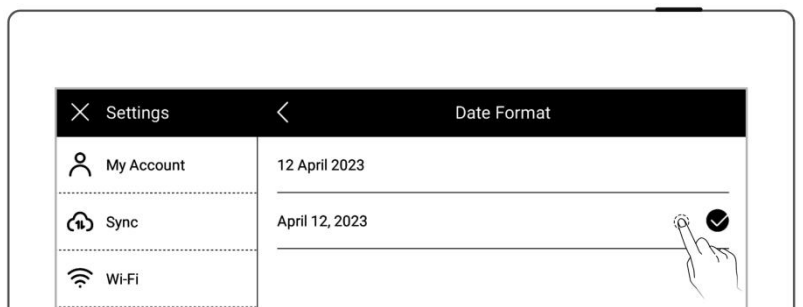 Settings
Date Format
My Account
12 April 2023
Sync
April 12, 2023
Wi-Fi